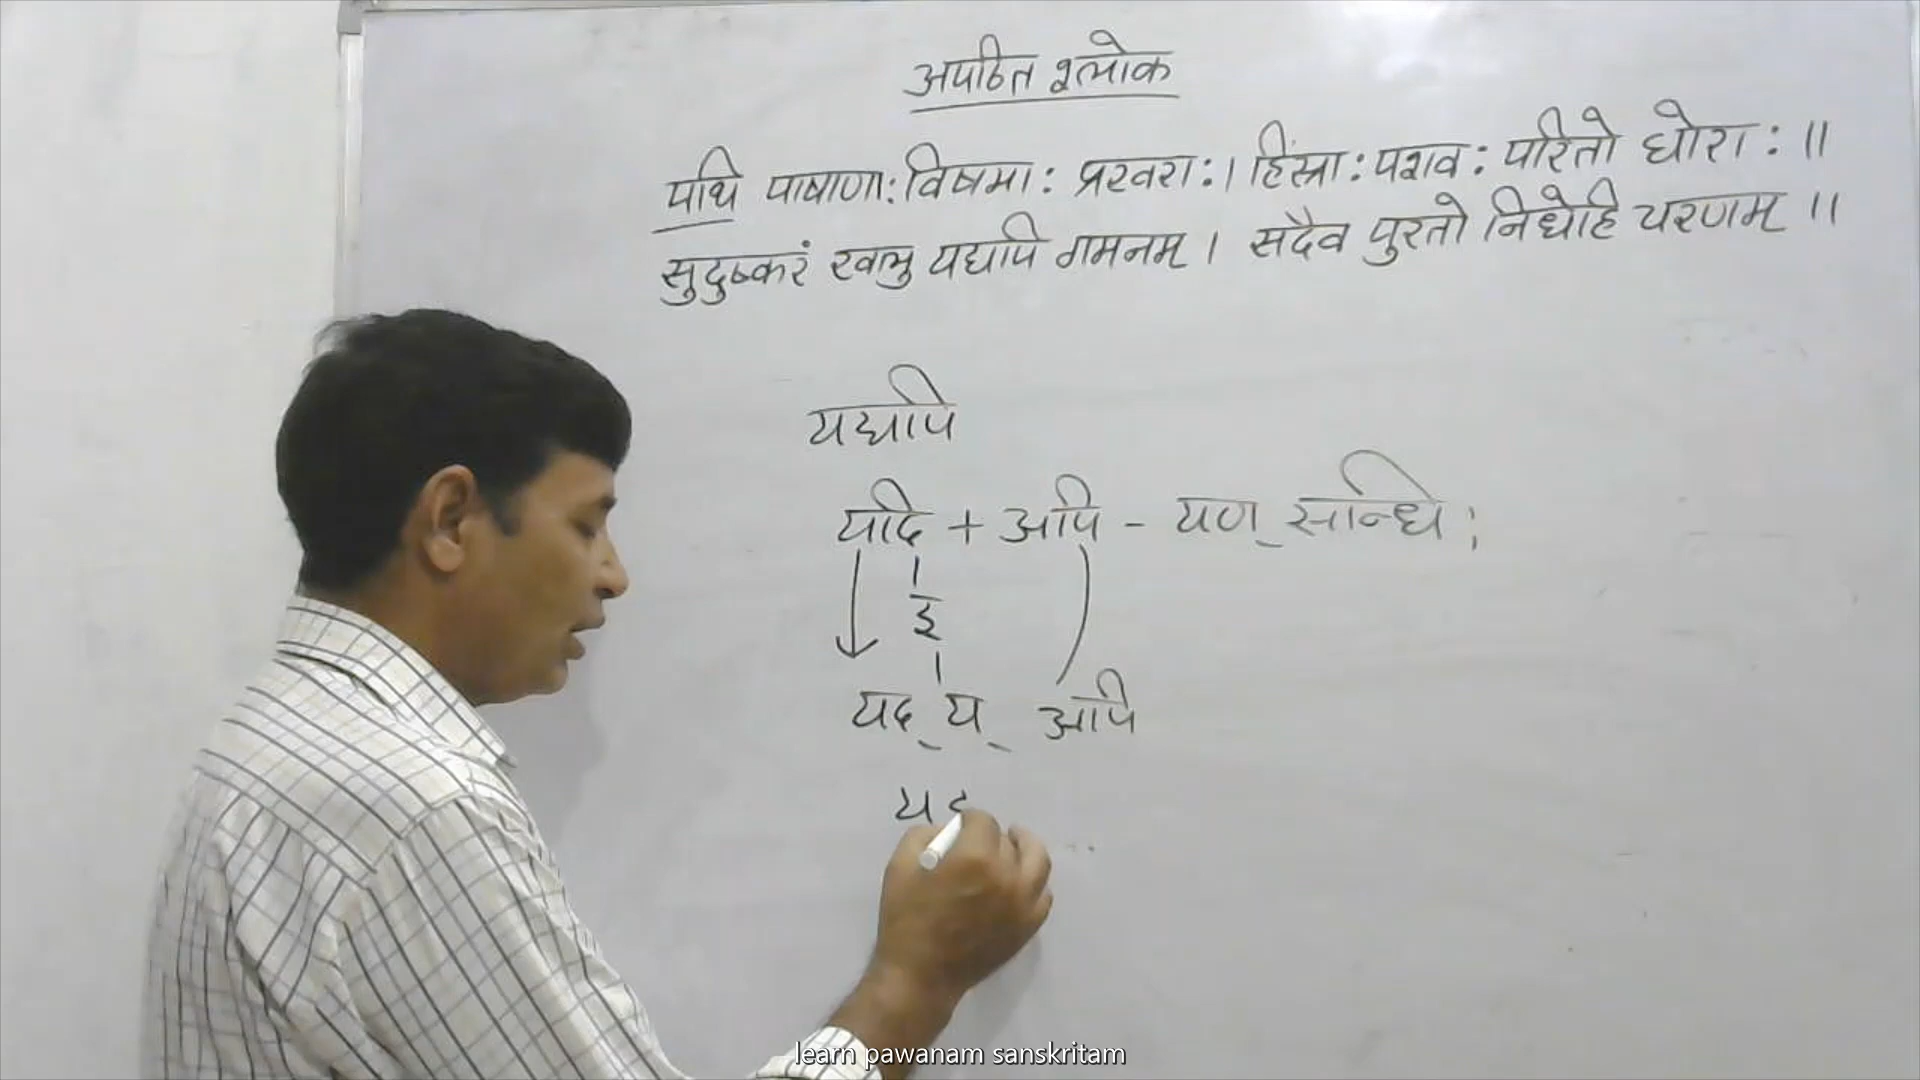 अपठित श्लोक
पथि पाषाणाः विषमाः प्रखराः । हिंस्राः पशवः परितो घोराः ॥
सुदुष्करं खलु यद्यपि गमनम् । सदैव पुरतो निधेहि चरणम् ॥
यद्यपि
यदि + अपि - यण् सन्धि:
इ
यद् य् अपि
यद
learn pawanam sanskritam